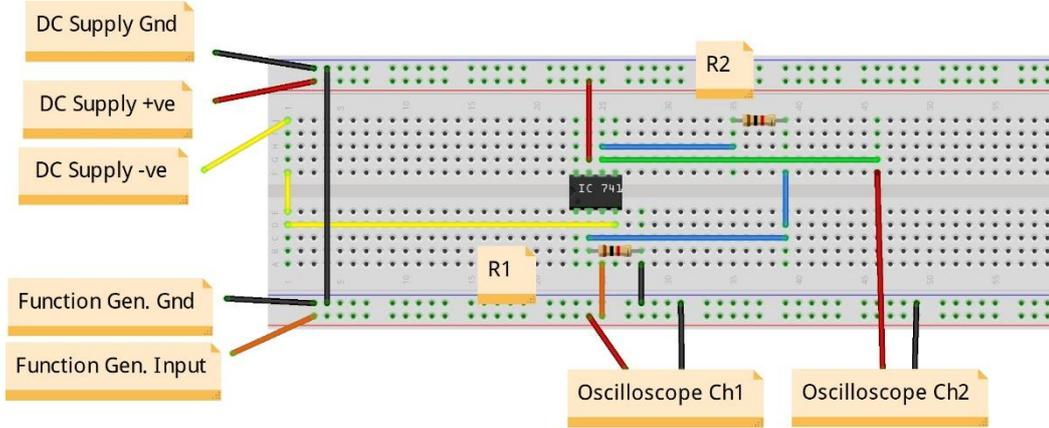 DC Supply Gnd
R2
DC Supply +ve
DC Supply -ve
IC 741
R1
Function Gen. Gnd
Function Gen. Input
Oscilloscope Ch1
Oscilloscope Ch2